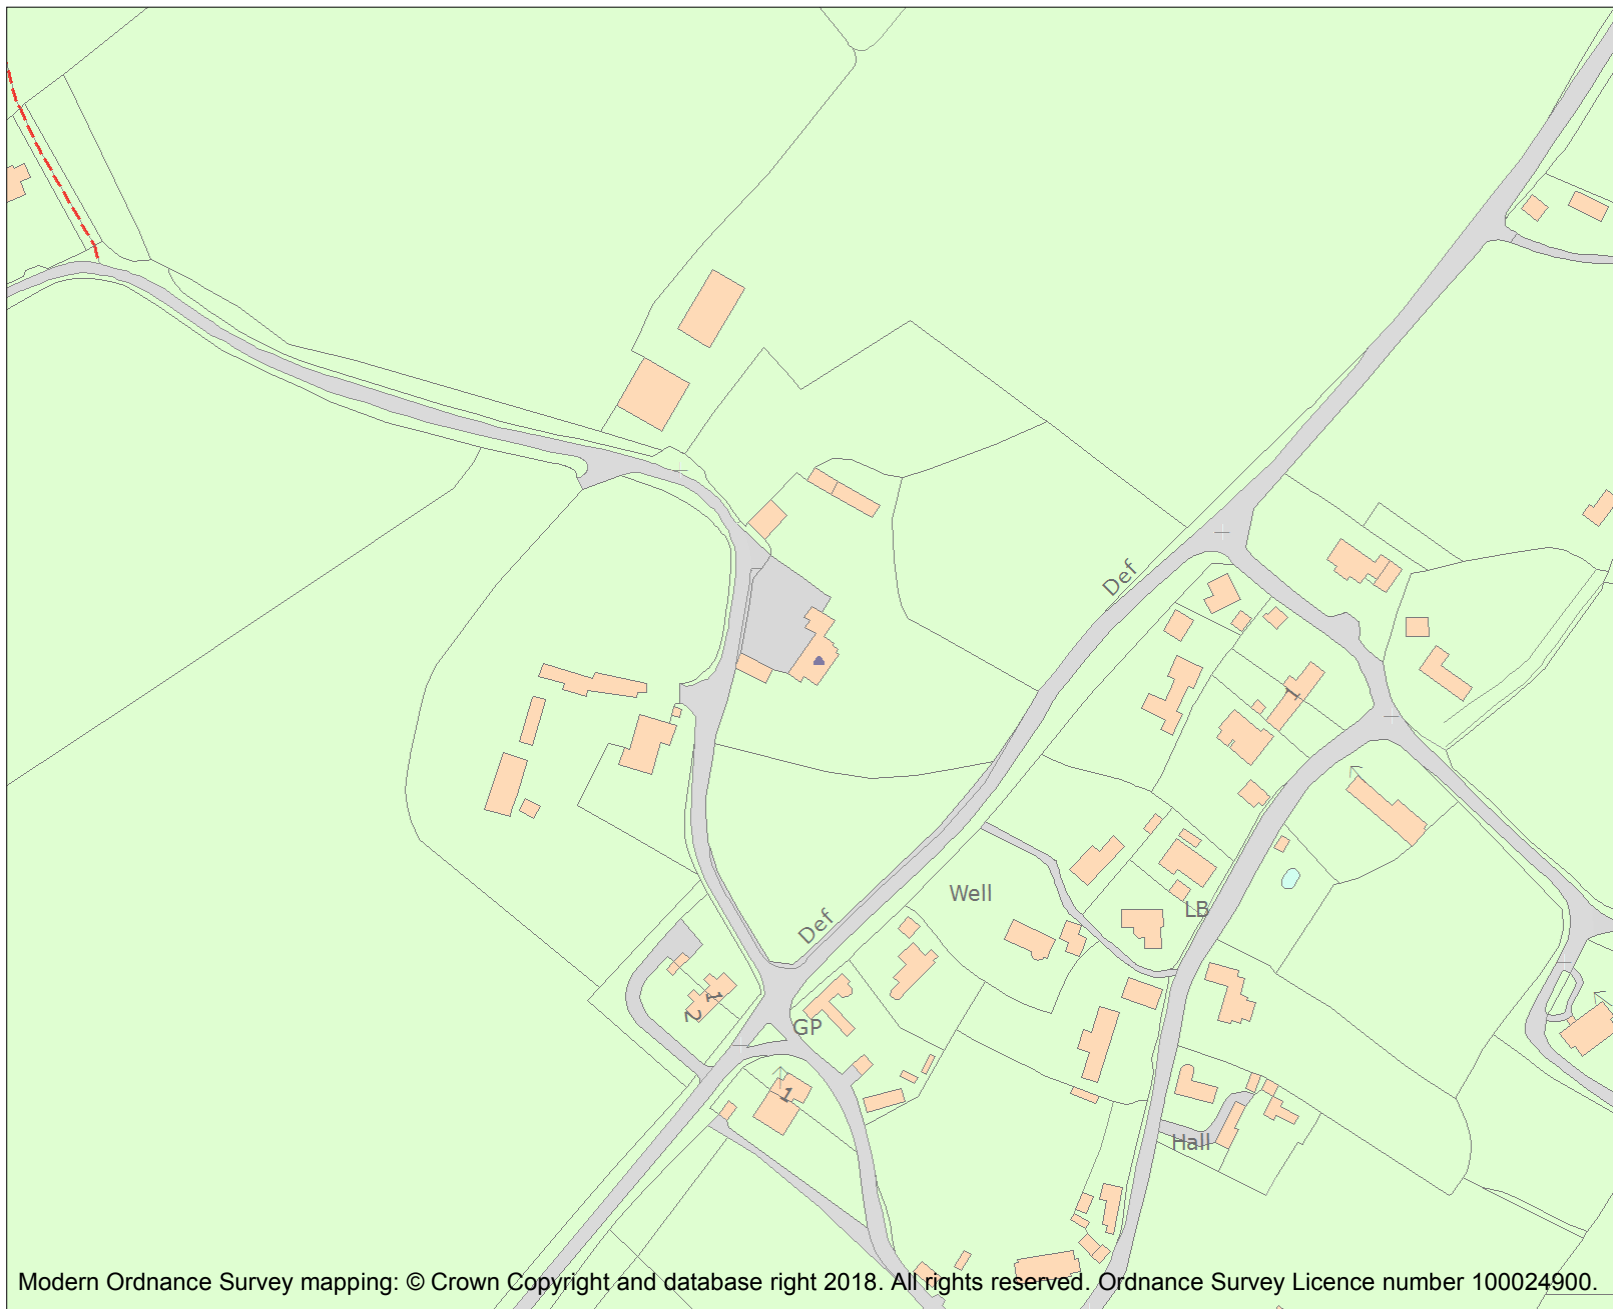 Def
1
Well
LB
Def
1
2
GP
1
Hall
Modern Ordnance Survey mapping: © Crown Copyright and database right 2018. All rights reserved. Ordnance Survey Licence number 100024900.